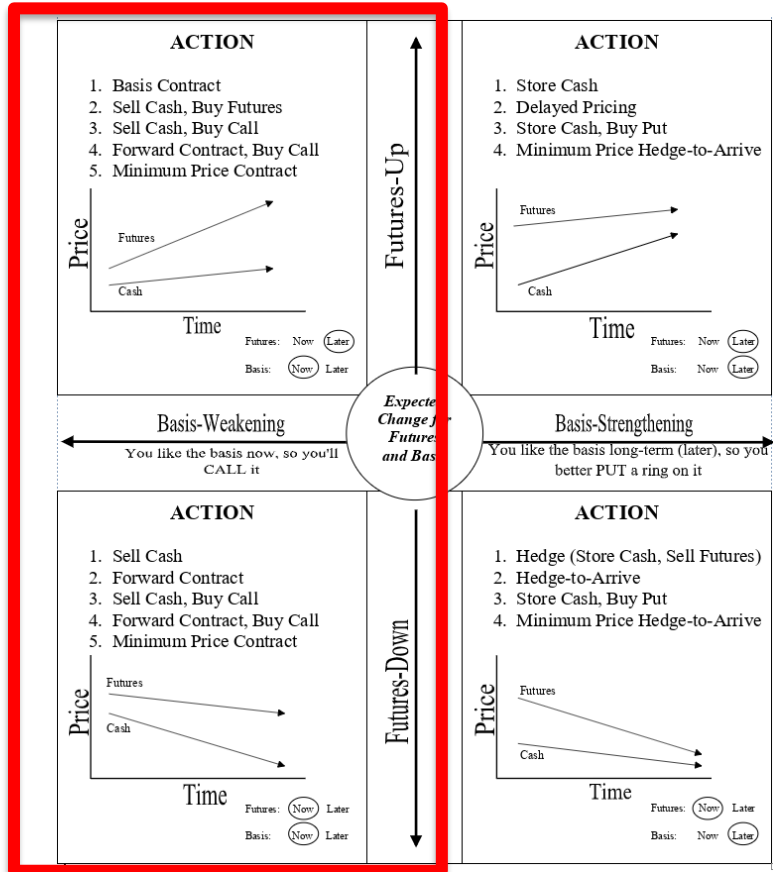 ACTION
1. Basis Contract
2. Sell Cash, Buy Futures
3. Sell Cash, Buy Call
4. Forward Contract, Buy Call
5. Minimum Price Contract
Price
Futures
Cash
Time
Futures: Now Later
Basis: Now Later
Futures-Up
ACTION
1. Store Cash
2. Delayed Pricing
3. Store Cash, Buy Put
4. Minimum Price Hedge-to-Arrive
Price
Futures
Cash
Time
Futures: Now Later
Basis: Now Later
Basis-Weakening
You like the basis now, so you'll
CALL it
Expecte
Change f r
Future
and Bas
Basis-Strengthening
You like the basis long-term (later), so you
better PUT a ring on it
ACTION
1. Sell Cash
2. Forward Contract
3. Sell Cash, Buy Call
4. Forward Contract, Buy Call
5. Minimum Price Contract
Price
Futures
Cash
Time
Futures: Now Later
Basis: Now Later
Futures-Down
ACTION
1. Hedge (Store Cash, Sell Futures)
2. Hedge-to-Arrive
3. Store Cash, Buy Put
4. Minimum Price Hedge-to-Arrive
Price
Futures
Cash
Time
Futures: Now Later
Basis: Now Later